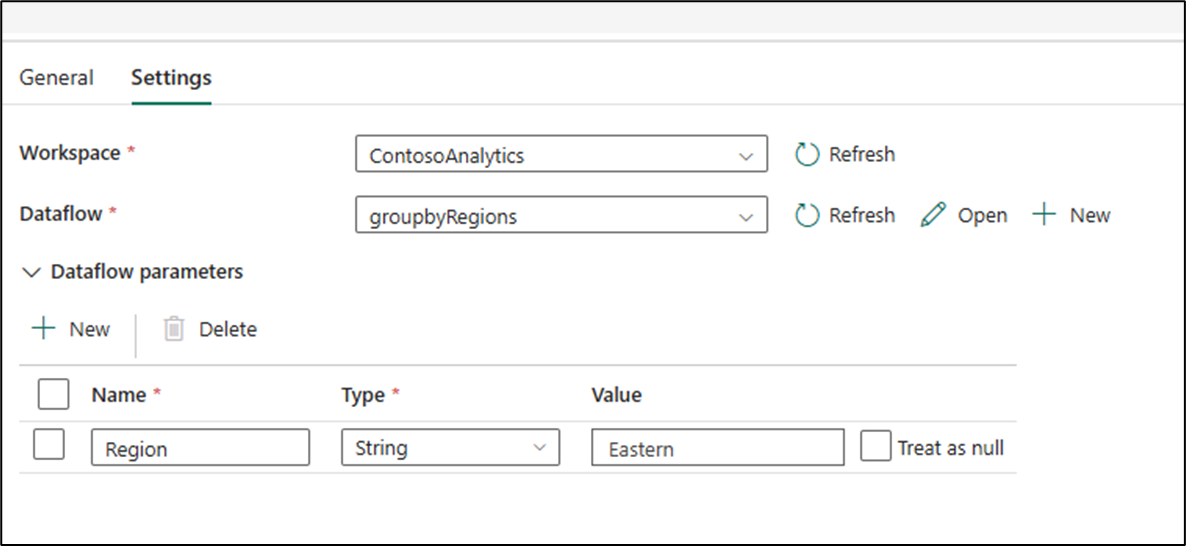 General Settings
Workspace * ContosoAnalytics Refresh
Dataflow * groupbyRegions Refresh Open New
Dataflow parameters
New Delete
Name * Type * Value
Region String Eastern Treat as null